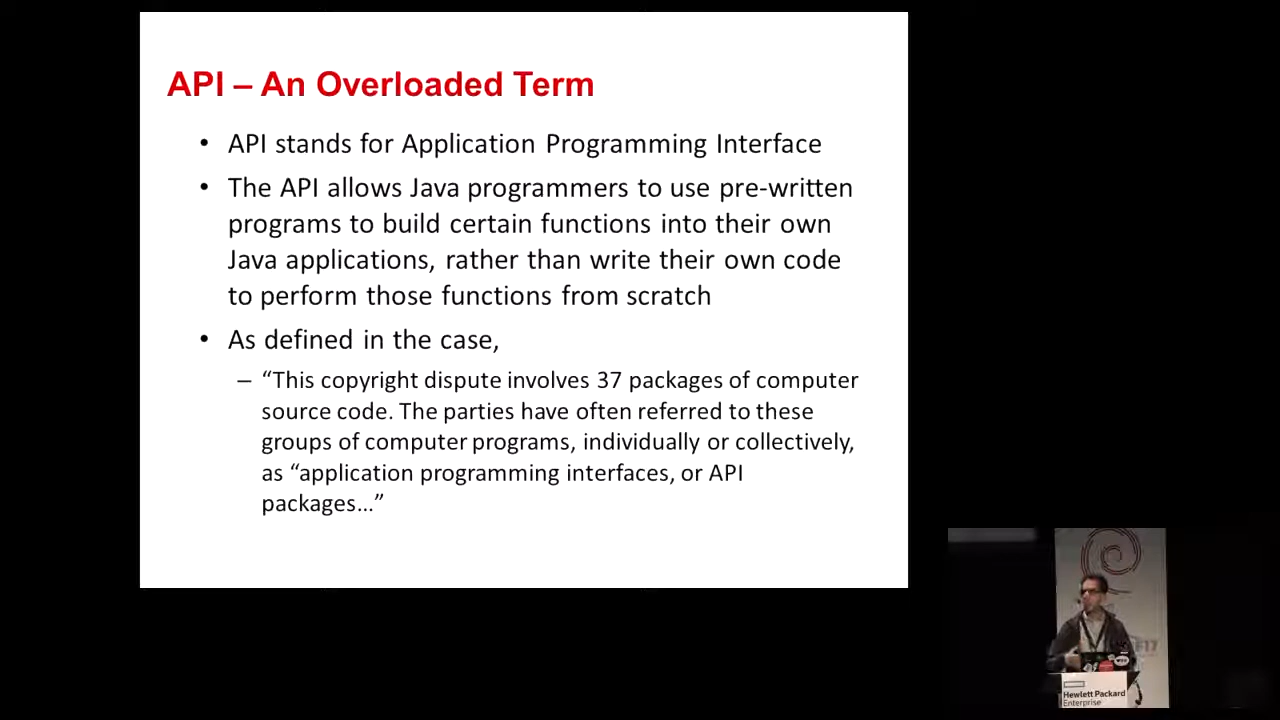 API – An Overloaded Term
• API stands for Application Programming Interface
• The API allows Java programmers to use pre-written
programs to build certain functions into their own
Java applications, rather than write their own code
to perform those functions from scratch
• As defined in the case,
– “This copyright dispute involves 37 packages of computer
source code. The parties have often referred to these
groups of computer programs, individually or collectively,
as “application programming interfaces, or API
packages…”
Hewlett Packard
Enterprise